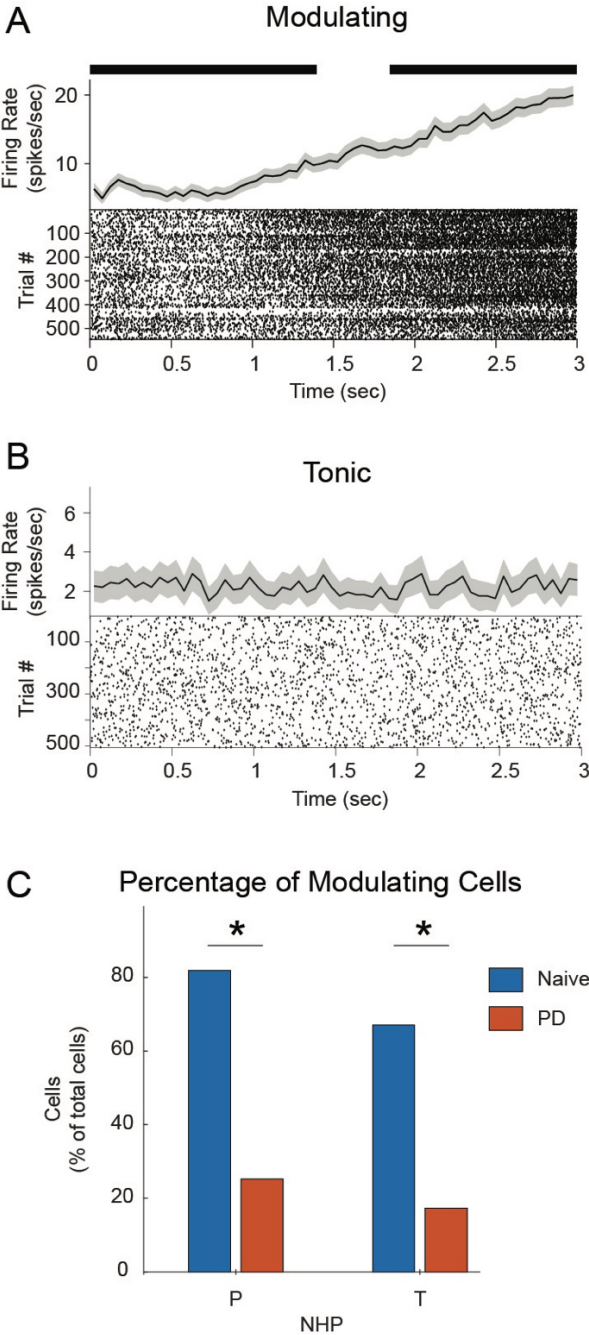 A
Modulating
Firing Rate
(spikes/sec)
20
10
Trial #
100
200
300
400
500
0 0.5 1 1.5 2 2.5 3
Time (sec)
B
Tonic
Firing Rate
(spikes/sec)
6
4
2
Trial #
100
300
500
0 0.5 1 1.5 2 2.5 3
Time (sec)
C
Percentage of Modulating Cells
* *
Cells
(% of total cells)
80
60
40
20
0
Naive
PD
P T
NHP